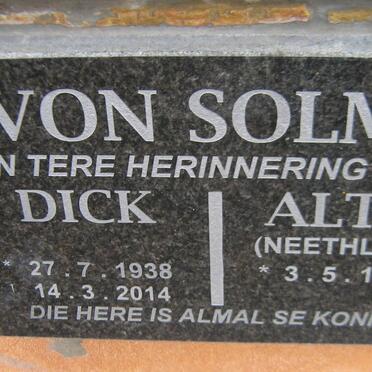 VON SOLM
N TERE HERINNERING
DICK
ALT
(NEETHL
* 27.7.1938
* 3.5.1
14.3.2014
DIE HERE IS ALMAL SE KONI